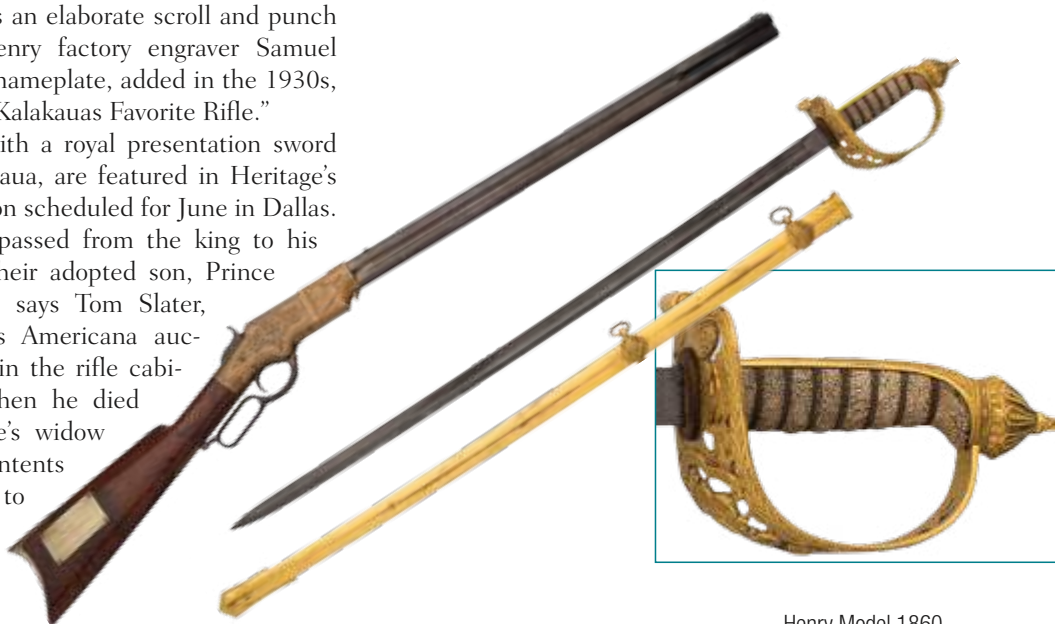 s an elaborate scroll and punch
enry factory engraver Samuel
nameplate, added in the 1930s,
Kalakauas Favorite Rifle.”
ith a royal presentation sword
aua, are featured in Heritage’s
on scheduled for June in Dallas.
passed from the king to his
heir adopted son, Prince
says Tom Slater,
s Americana auc-
in the rifle cabi-
hen he died
e’s widow
ntents
to
Henry Model 1860